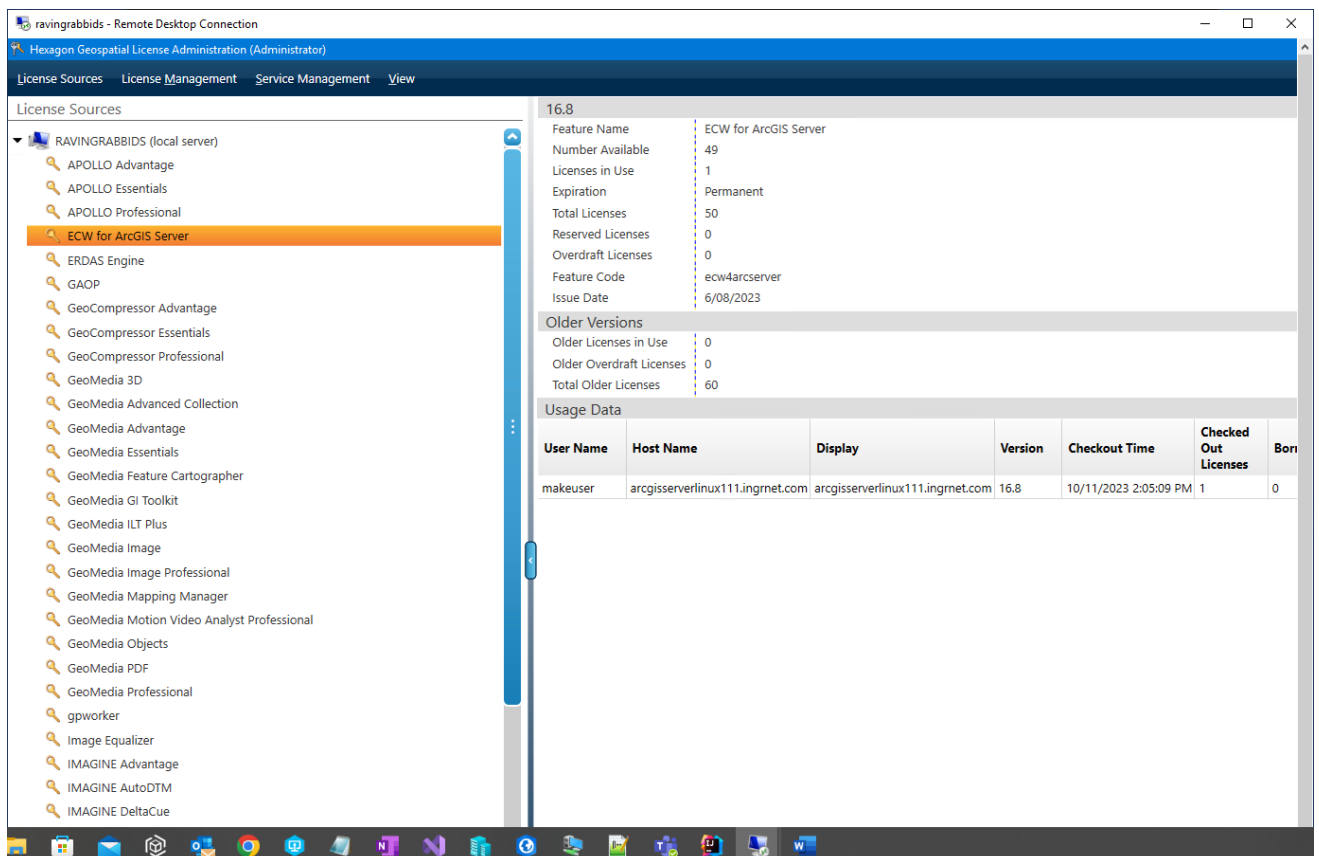 ravingrabbids - Remote Desktop Connection
Hexagon Geospatial License Administration (Administrator)
License Sources License Management Service Management View
License Sources
RAVINGRABBIDS (local server)
APOLLO Advantage
APOLLO Essentials
APOLLO Professional
ECW for ArcGIS Server
ERDAS Engine
GAOP
GeoCompressor Advantage
GeoCompressor Essentials
GeoCompressor Professional
GeoMedia 3D
GeoMedia Advanced Collection
GeoMedia Advantage
GeoMedia Essentials
GeoMedia Feature Cartographer
GeoMedia GI Toolkit
GeoMedia ILT Plus
GeoMedia Image
GeoMedia Image Professional
GeoMedia Mapping Manager
GeoMedia Motion Video Analyst Professional
GeoMedia Objects
GeoMedia PDF
GeoMedia Professional
gpworker
Image Equalizer
IMAGINE Advantage
IMAGINE AutoDTM
IMAGINE DeltaCue
16.8
Feature Name ECW for ArcGIS Server
Number Available 49
Licenses in Use 1
Expiration Permanent
Total Licenses 50
Reserved Licenses 0
Overdraft Licenses 0
Feature Code ecw4arcserver
Issue Date 6/08/2023
Older Versions
Older Licenses in Use 0
Older Overdraft Licenses 0
Total Older Licenses 60
Usage Data
User Name Host Name Display Version Checkout Time Checked Out Licenses Borr
makeuser arcgisserverlinux111.ingrnet.com arcgisserverlinux111.ingrnet.com 16.8 10/11/2023 2:05:09 PM 1 0